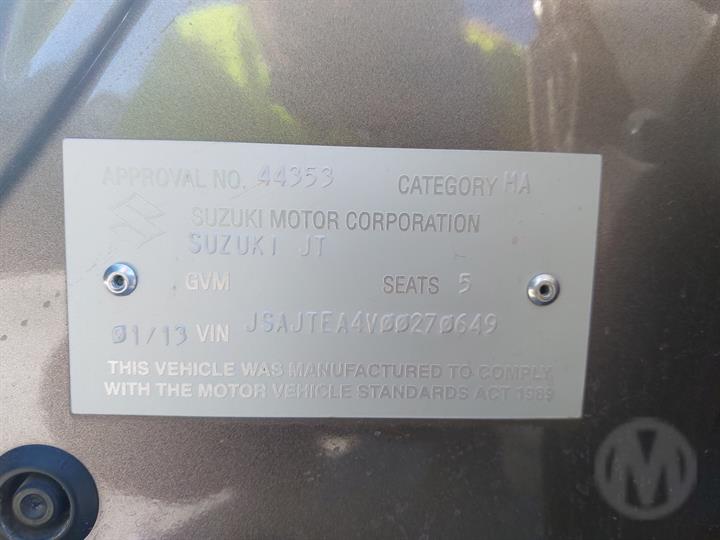 APPROVAL NO. 44353 CATEGORY MA
SUZUKI MOTOR CORPORATION
SUZUKI JT
GVM SEATS 5
01/13 VIN JSAJTEA4V00270649
THIS VEHICLE WAS MANUFACTURED TO COMPLY
WITH THE MOTOR VEHICLE STANDARDS ACT 1989
M